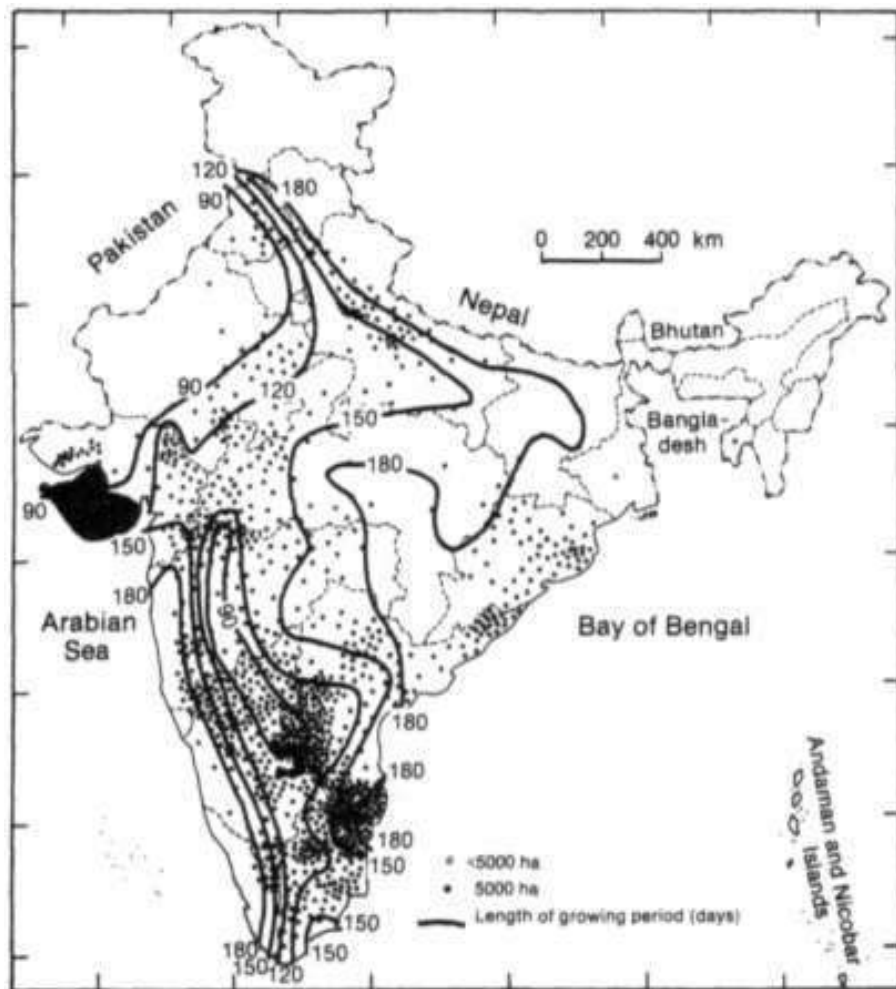 120
180
90
Pakistan
0 200 400 km
Nepal
Bhutan
90
120
150
Bangla-
desh
180
90
150
180
90
Arabian
Sea
Bay of Bengal
180
180
180
150
Andaman and Nicobar
Islands
<5000 ha
5000 ha
Length of growing period (days)
150
180
150
120
150